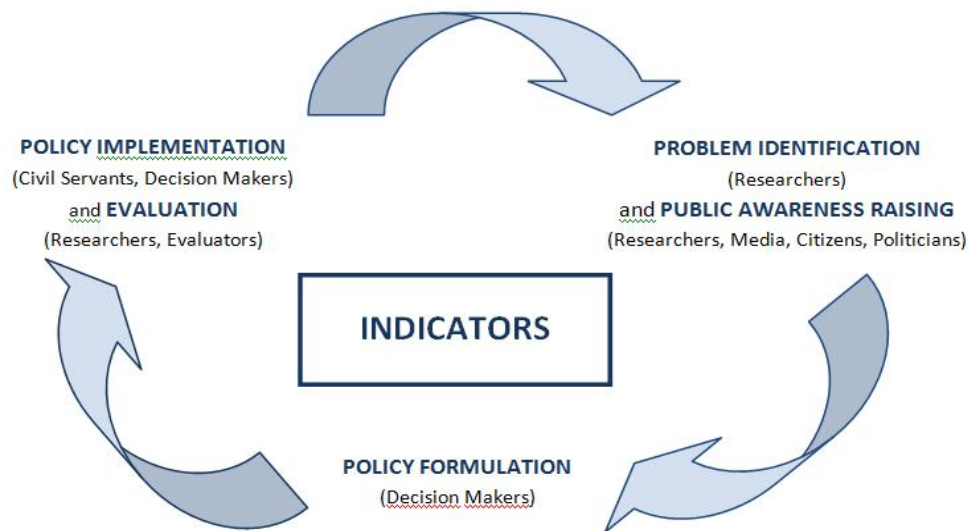 POLICY IMPLEMENTATION
(Civil Servants, Decision Makers)
and EVALUATION
(Researchers, Evaluators)
PROBLEM IDENTIFICATION
(Researchers)
and PUBLIC AWARENESS RAISING
(Researchers, Media, Citizens, Politicians)
INDICATORS
POLICY FORMULATION
(Decision Makers)